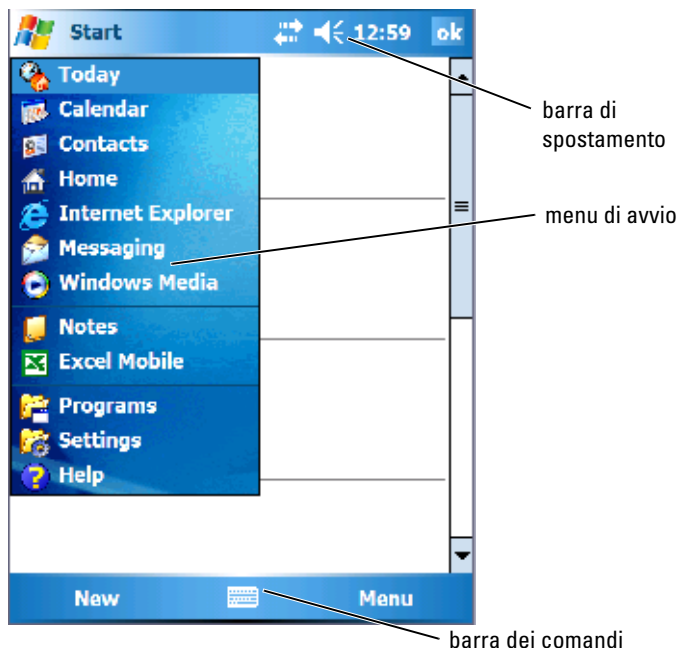 Start 12:59 ok
Today
Calendar
Contacts
Home
Internet Explorer
Messaging
Windows Media
Notes
Excel Mobile
Programs
Settings
Help
New Menu
barra di
spostamento
menu di avvio
barra dei comandi